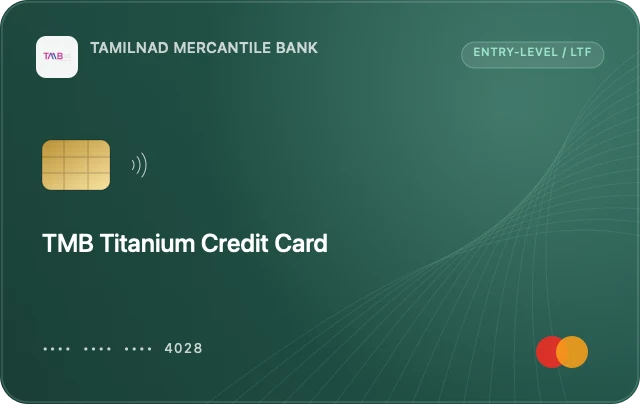 TMB
TAMILNAD MERCANTILE BANK
ENTRY-LEVEL / LTF
TMB Titanium Credit Card
•••• •••• •••• 4028